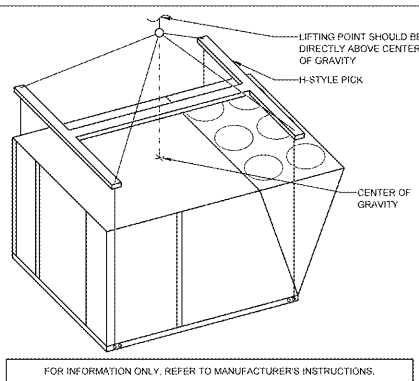 LIFTING POINT SHOULD BE
DIRECTLY ABOVE CENTER
OF GRAVITY
H-STYLE PICK
CENTER OF
GRAVITY
FOR INFORMATION ONLY, REFER TO MANUFACTURER'S INSTRUCTIONS.